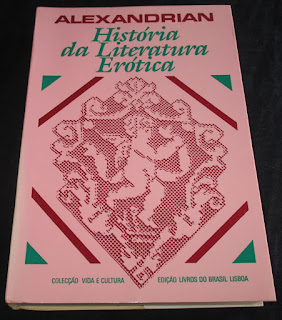 ALEXANDRIAN
História
da Literatura
Erótica
COLECÇÃO VIDA E CULTURA EDIÇÃO LIVROS DO BRASIL LISBOA